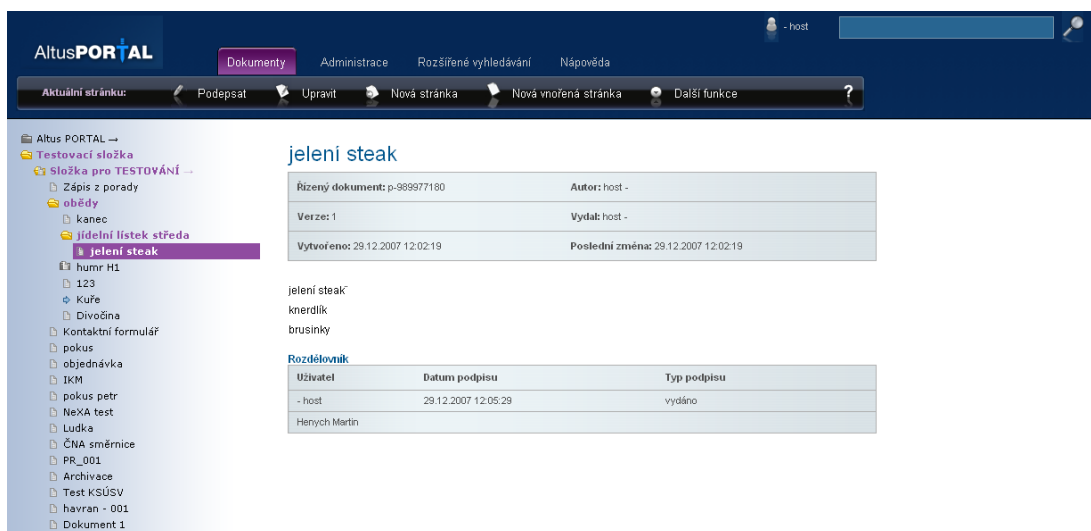 - host
AltusPORTAL
Dokumenty Administrace Rozšířené vyhledávání Nápověda
Aktuální stránku: Podepsat Upravit Nová stránka Nová vnořená stránka Další funkce ?
Altus PORTAL →
Testovací složka
Složka pro TESTOVÁNÍ →
Zápis z porady
obědy
kanec
jídelní lístek středa
jelení steak
humr H1
123
Kuře
Divočina
Kontaktní formulář
pokus
objednávka
IKM
pokus petr
NeXA test
Ludka
ČNA směrnice
PR_001
Archivace
Test KSÚSV
havran - 001
Dokument 1
jelení steak
Řízený dokument: p-989977180 Autor: host -
Verze: 1 Vydal: host -
Vytvořeno: 29.12.2007 12:02:19 Poslední změna: 29.12.2007 12:02:19
jelení steak˜
knerdlík
brusinky
Rozdělovník
Uživatel Datum podpisu Typ podpisu
- host 29.12.2007 12:05:29 vydáno
Henych Martin